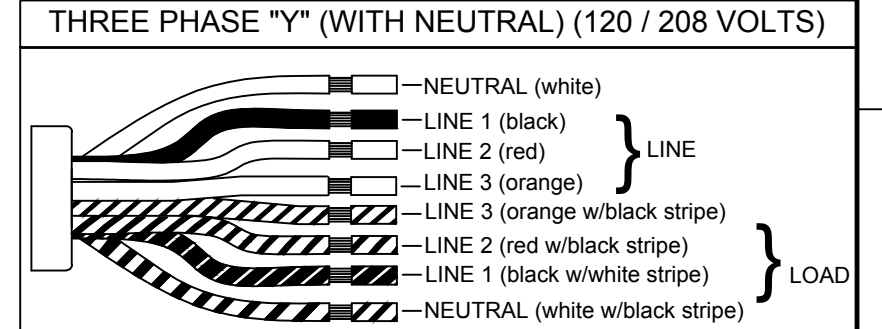 THREE PHASE "Y" (WITH NEUTRAL) (120 / 208 VOLTS)
NEUTRAL (white)
LINE 1 (black)
LINE 2 (red)
LINE
LINE 3 (orange)
LINE 3 (orange w/black stripe)
LINE 2 (red w/black stripe)
LINE 1 (black w/white stripe)
LOAD
NEUTRAL (white w/black stripe)